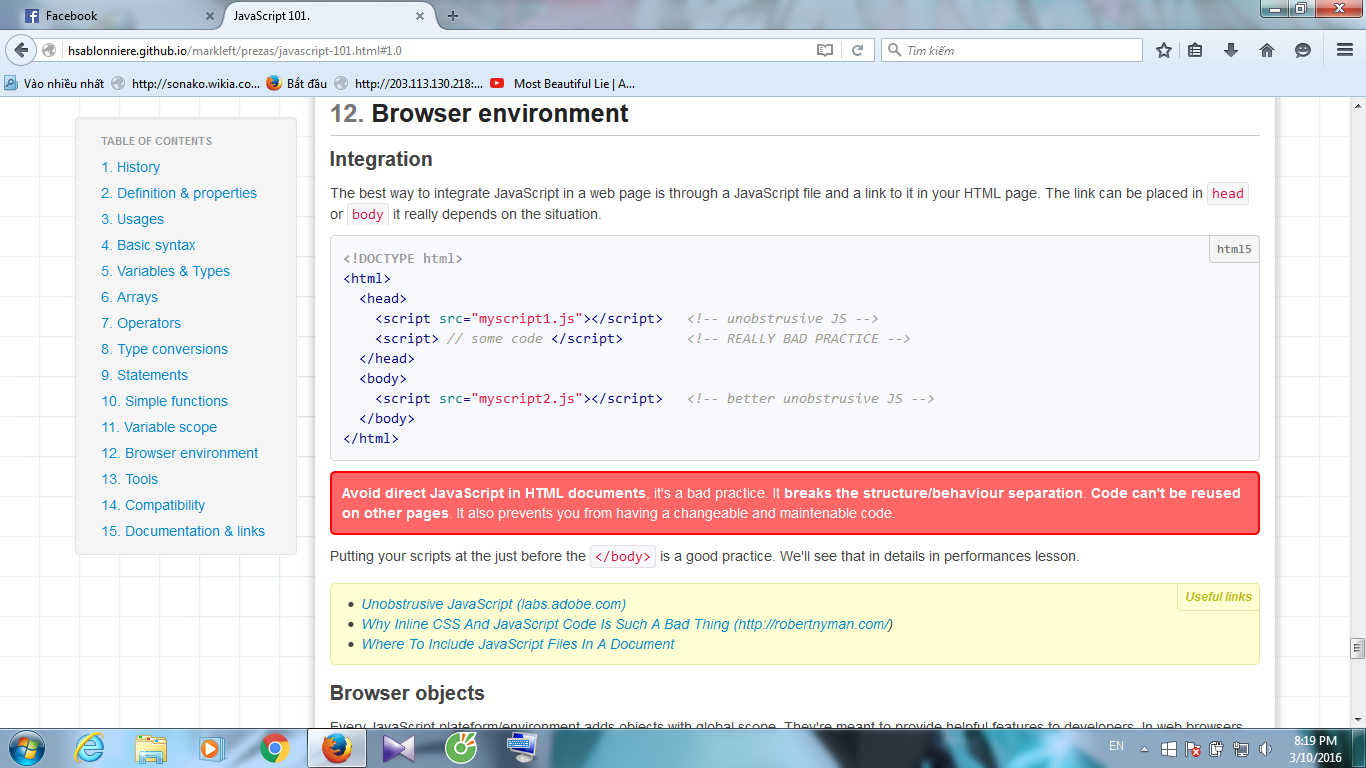 Facebook
JavaScript 101.
hsablonniere.github.io/markleft/prezas/javascript-101.html#1.0
Tìm kiếm
Vào nhiều nhất
http://sonako.wikia.co...
Bắt đầu
http://203.113.130.218:...
Most Beautiful Lie | A...
TABLE OF CONTENTS
1. History
2. Definition & properties
3. Usages
4. Basic syntax
5. Variables & Types
6. Arrays
7. Operators
8. Type conversions
9. Statements
10. Simple functions
11. Variable scope
12. Browser environment
13. Tools
14. Compatibility
15. Documentation & links
12. Browser environment
Integration
The best way to integrate JavaScript in a web page is through a JavaScript file and a link to it in your HTML page. The link can be placed in head
or body it really depends on the situation.
html5
<!DOCTYPE html>
<html>
  <head>
    <script src="myscript1.js"></script>   <!-- unobstrusive JS -->
    <script> // some code </script>        <!-- REALLY BAD PRACTICE -->
  </head>
  <body>
    <script src="myscript2.js"></script>   <!-- better unobstrusive JS -->
  </body>
</html>
Avoid direct JavaScript in HTML documents, it's a bad practice. It breaks the structure/behaviour separation. Code can't be reused
on other pages. It also prevents you from having a changeable and maintenable code.
Putting your scripts at the just before the </body> is a good practice. We'll see that in details in performances lesson.
Useful links
Unobstrusive JavaScript (labs.adobe.com)
Why Inline CSS And JavaScript Code Is Such A Bad Thing (http://robertnyman.com/)
Where To Include JavaScript Files In A Document
Browser objects
Every JavaScript plateform/environment adds objects with global scope. They're meant to provide helpful features to developers. In web browsers
EN
8:19 PM
3/10/2016